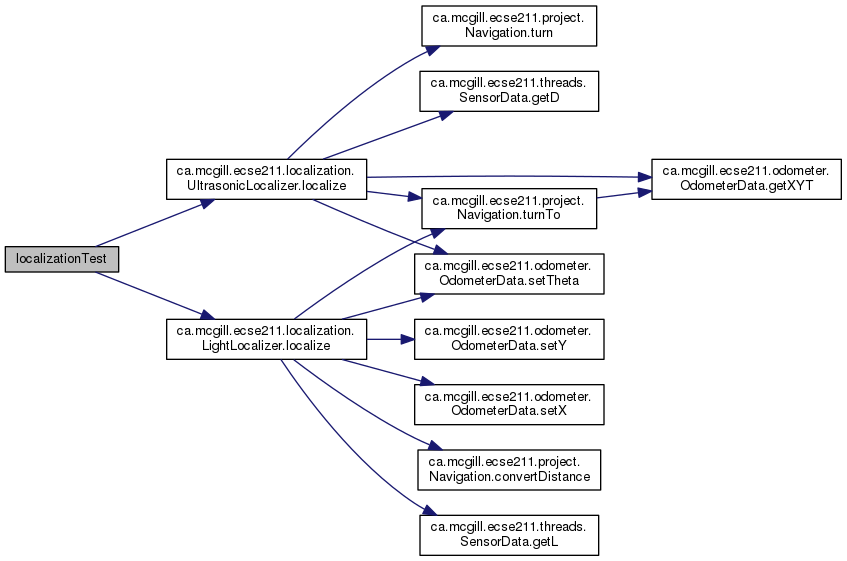 localizationTest
ca.mcgill.ecse211.localization.
UltrasonicLocalizer.localize
ca.mcgill.ecse211.localization.
LightLocalizer.localize
ca.mcgill.ecse211.project.
Navigation.turn
ca.mcgill.ecse211.threads.
SensorData.getD
ca.mcgill.ecse211.project.
Navigation.turnTo
ca.mcgill.ecse211.odometer.
OdometerData.setTheta
ca.mcgill.ecse211.odometer.
OdometerData.setY
ca.mcgill.ecse211.odometer.
OdometerData.setX
ca.mcgill.ecse211.project.
Navigation.convertDistance
ca.mcgill.ecse211.threads.
SensorData.getL
ca.mcgill.ecse211.odometer.
OdometerData.getXYT